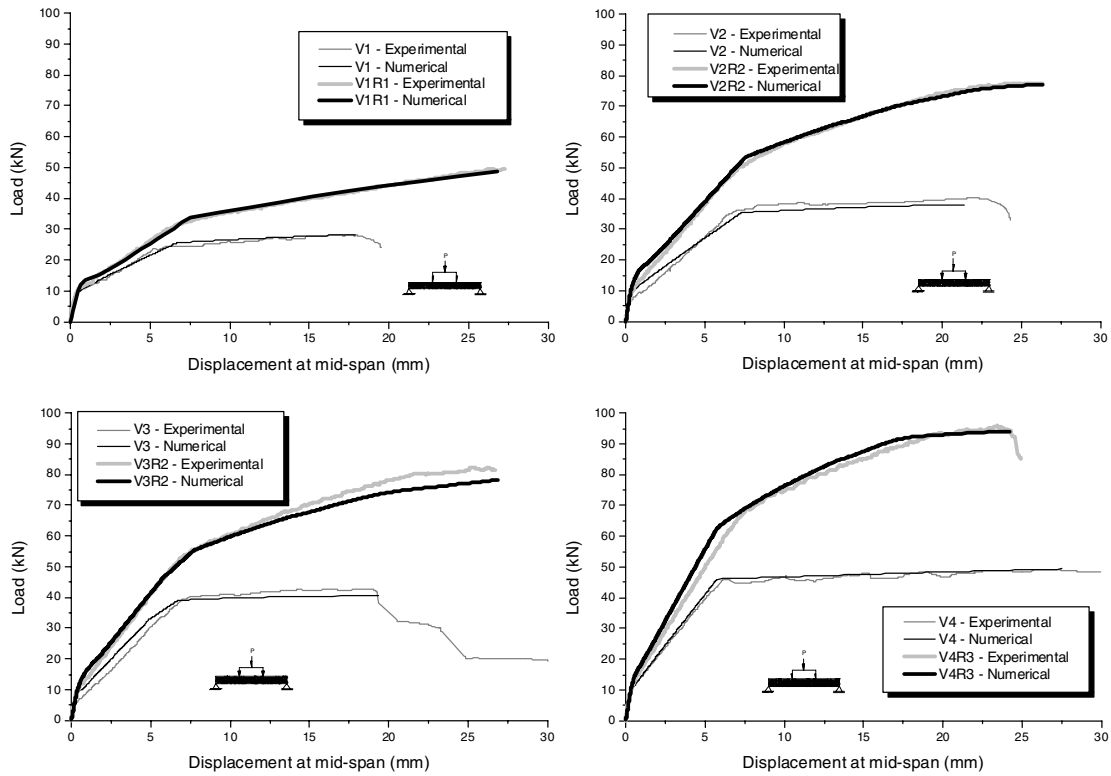 100
90
80
70
60
50
40
30
20
10
0
Load (kN)
V1 - Experimental
V1 - Numerical
V1R1 - Experimental
V1R1 - Numerical
P
0 5 10 15 20 25 30
Displacement at mid-span (mm)
100
90
80
70
60
50
40
30
20
10
0
Load (kN)
V2 - Experimental
V2 - Numerical
V2R2 - Experimental
V2R2 - Numerical
P
0 5 10 15 20 25 30
Displacement at mid-span (mm)
100
90
80
70
60
50
40
30
20
10
0
Load (kN)
V3 - Experimental
V3 - Numerical
V3R2 - Experimental
V3R2 - Numerical
P
0 5 10 15 20 25 30
Displacement at mid-span (mm)
100
90
80
70
60
50
40
30
20
10
0
Load (kN)
P
V4 - Experimental
V4 - Numerical
V4R3 - Experimental
V4R3 - Numerical
0 5 10 15 20 25 30
Displacement at mid-span (mm)